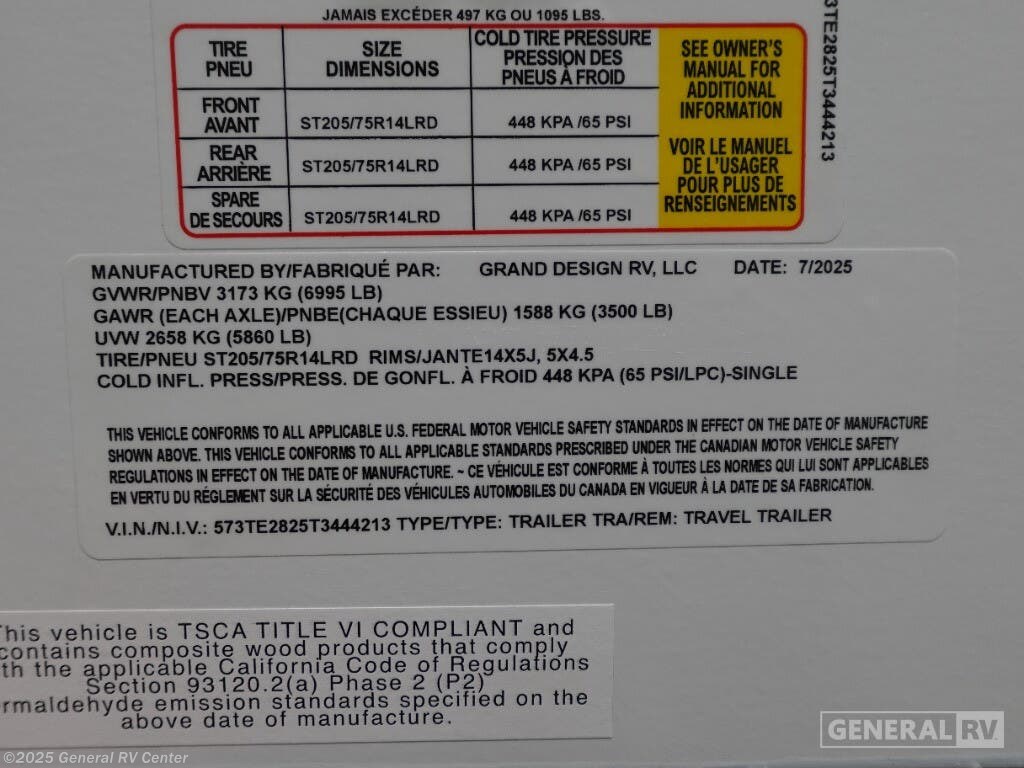 JAMAIS EXCÉDER 497 KG OU 1095 LBS.
TIRE PNEU SIZE DIMENSIONS COLD TIRE PRESSURE PRESSION DES PNEUS À FROID
FRONT AVANT ST205/75R14LRD 448 KPA /65 PSI
REAR ARRIÈRE ST205/75R14LRD 448 KPA /65 PSI
SPARE DE SECOURS ST205/75R14LRD 448 KPA /65 PSI
SEE OWNER'S
MANUAL FOR
ADDITIONAL
INFORMATION
VOIR LE MANUEL
DE L'USAGER
POUR PLUS DE
RENSEIGNEMENTS
3TE2825T3444213
MANUFACTURED BY/FABRIQUÉ PAR: GRAND DESIGN RV, LLC DATE: 7/2025
GVWR/PNBV 3173 KG (6995 LB)
GAWR (EACH AXLE)/PNBE(CHAQUE ESSIEU) 1588 KG (3500 LB)
UVW 2658 KG (5860 LB)
TIRE/PNEU ST205/75R14LRD RIMS/JANTE14X5J, 5X4.5
COLD INFL. PRESS/PRESS. DE GONFL. À FROID 448 KPA (65 PSI/LPC)-SINGLE
THIS VEHICLE CONFORMS TO ALL APPLICABLE U.S. FEDERAL MOTOR VEHICLE SAFETY STANDARDS IN EFFECT ON THE DATE OF MANUFACTURE
SHOWN ABOVE. THIS VEHICLE CONFORMS TO ALL APPLICABLE STANDARDS PRESCRIBED UNDER THE CANADIAN MOTOR VEHICLE SAFETY
REGULATIONS IN EFFECT ON THE DATE OF MANUFACTURE. ~ CE VÉHICULE EST CONFORME À TOUTES LES NORMES QUI LUI SONT APPLICABLES
EN VERTU DU RÉGLEMENT SUR LA SÉCURITÉ DES VÉHICULES AUTOMOBILES DU CANADA EN VIGUEUR À LA DATE DE SA FABRICATION.
V.I.N./N.I.V.: 573TE2825T3444213 TYPE/TYPE: TRAILER TRA/REM: TRAVEL TRAILER
This vehicle is TSCA TITLE VI COMPLIANT and
contains composite wood products that comply
th the applicable California Code of Regulations
Section 93120.2(a) Phase 2 (P2)
rmaldehyde emission standards specified on the
above date of manufacture.
GENERAL RV
©2025 General RV Center